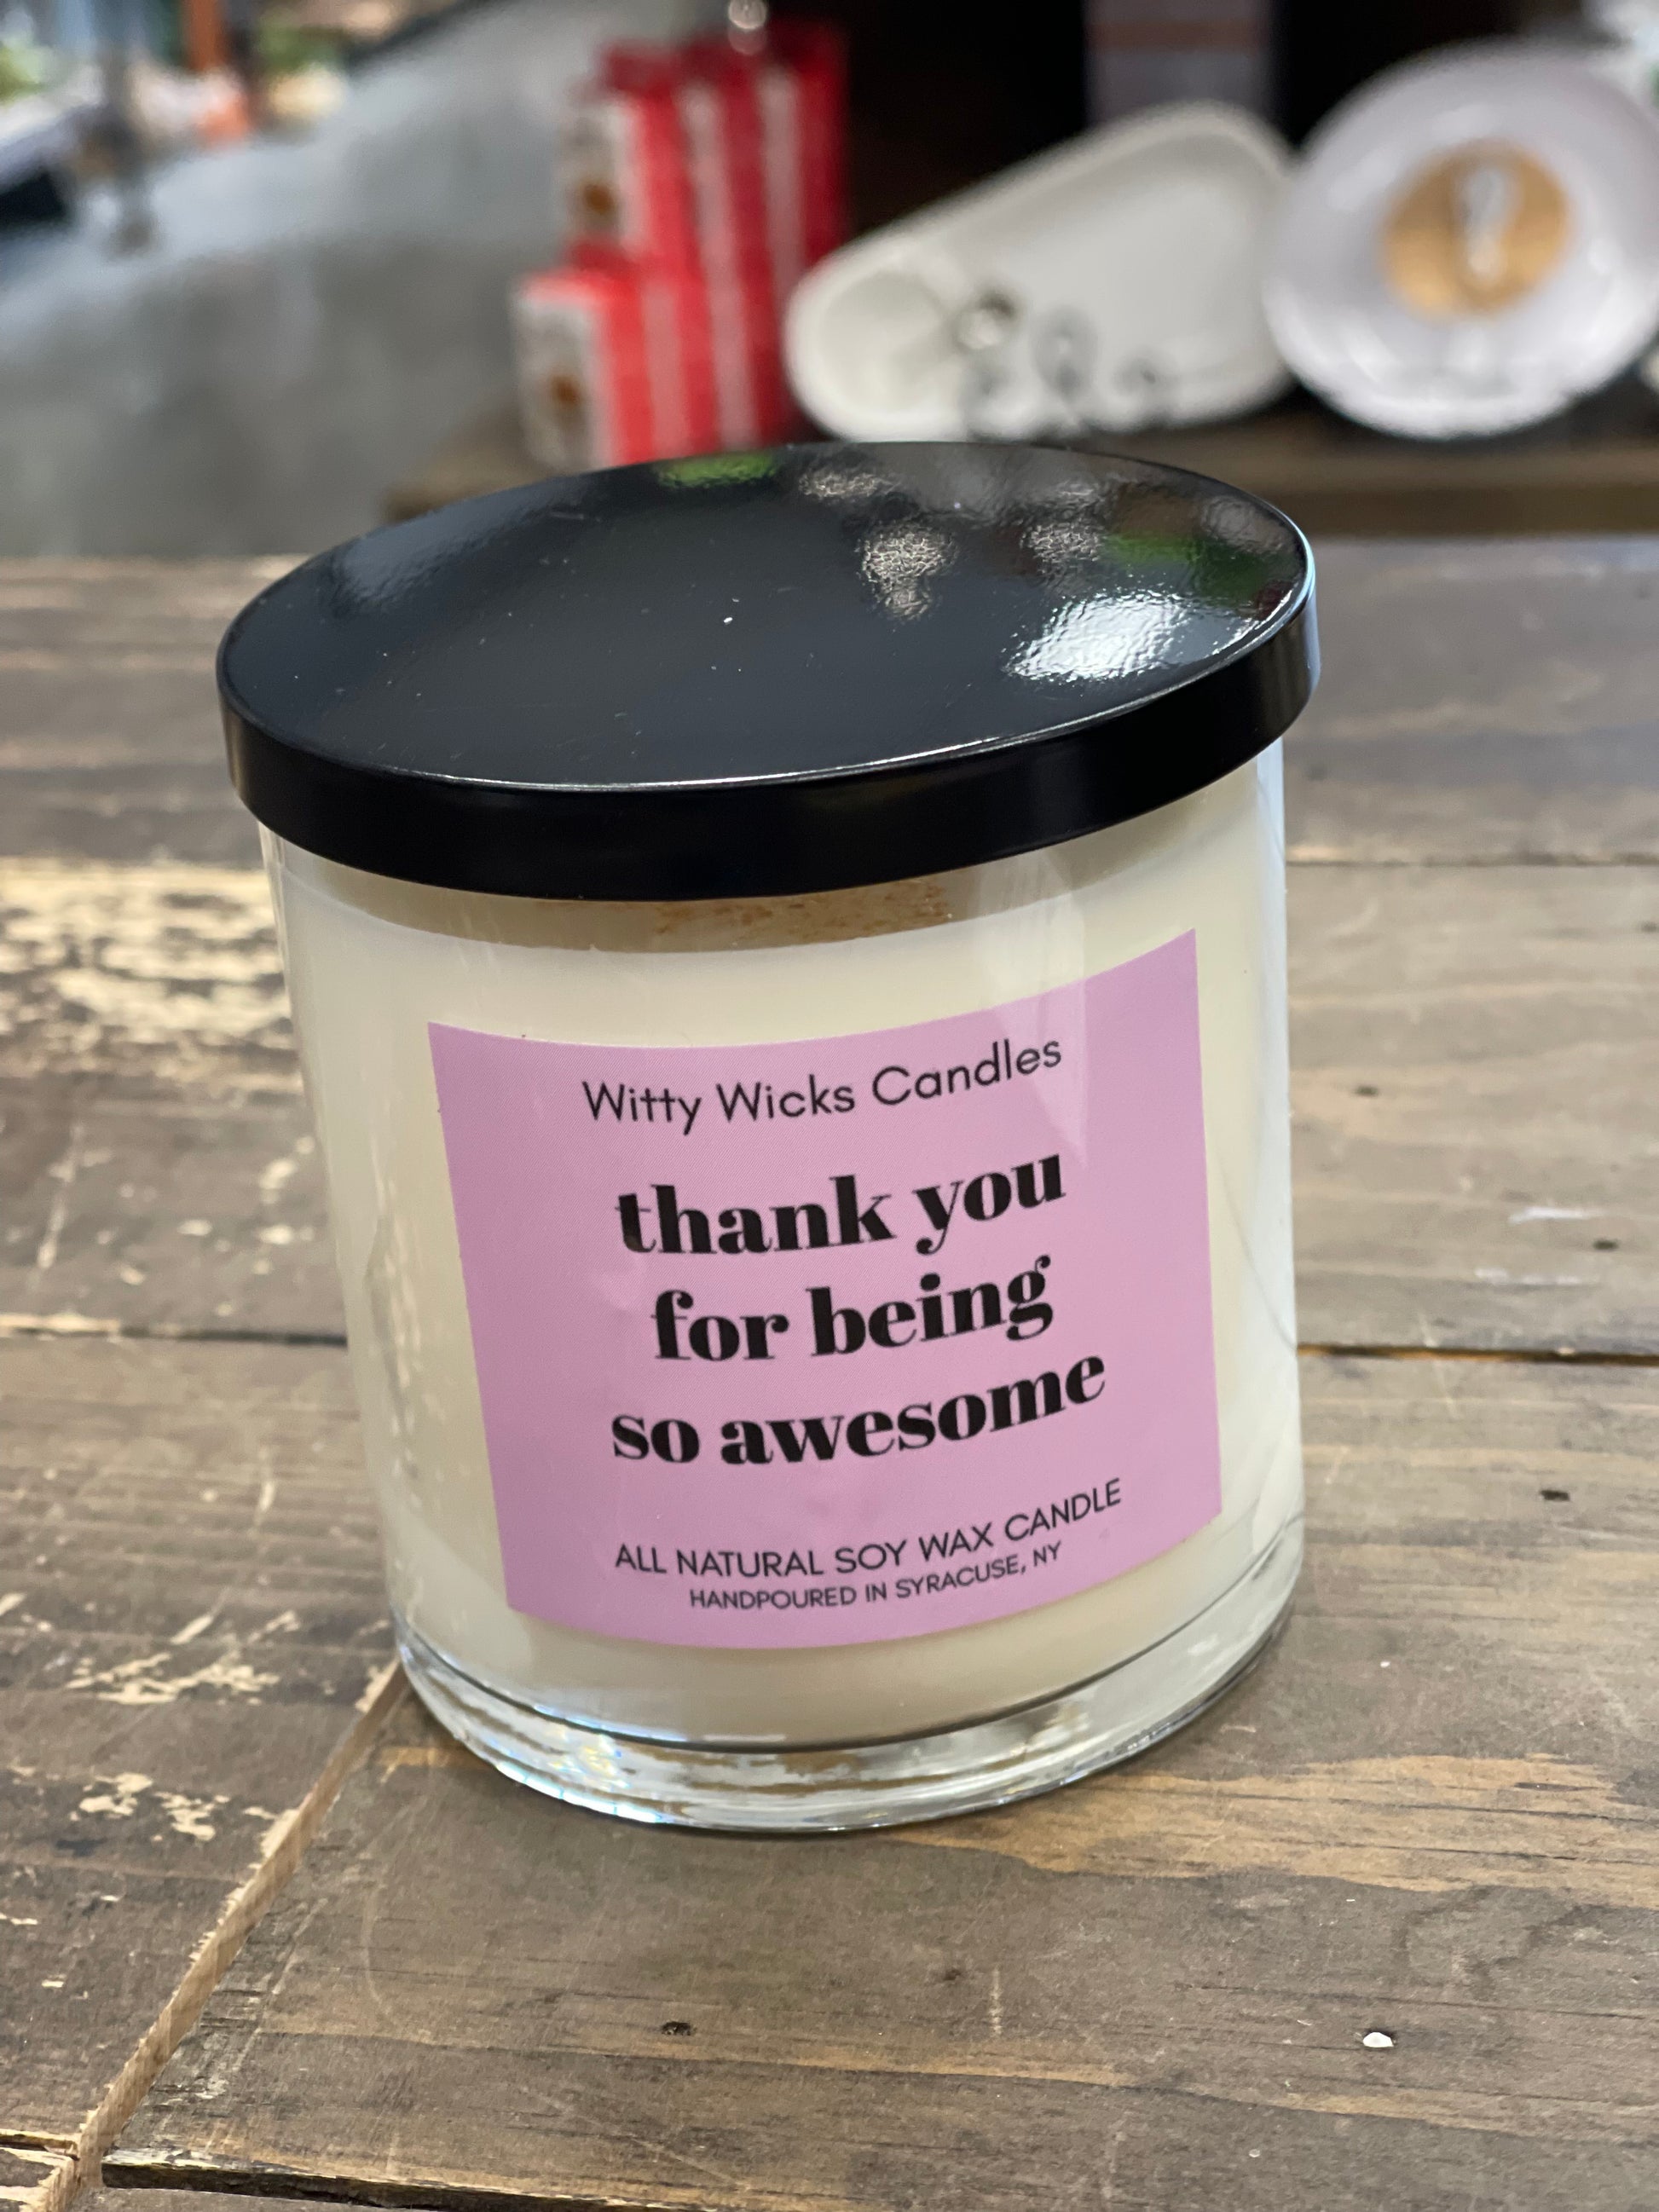 Witty Wicks Candles
thank you
for being
so awesome
ALL NATURAL SOY WAX CANDLE
HANDPOURED IN SYRACUSE, NY